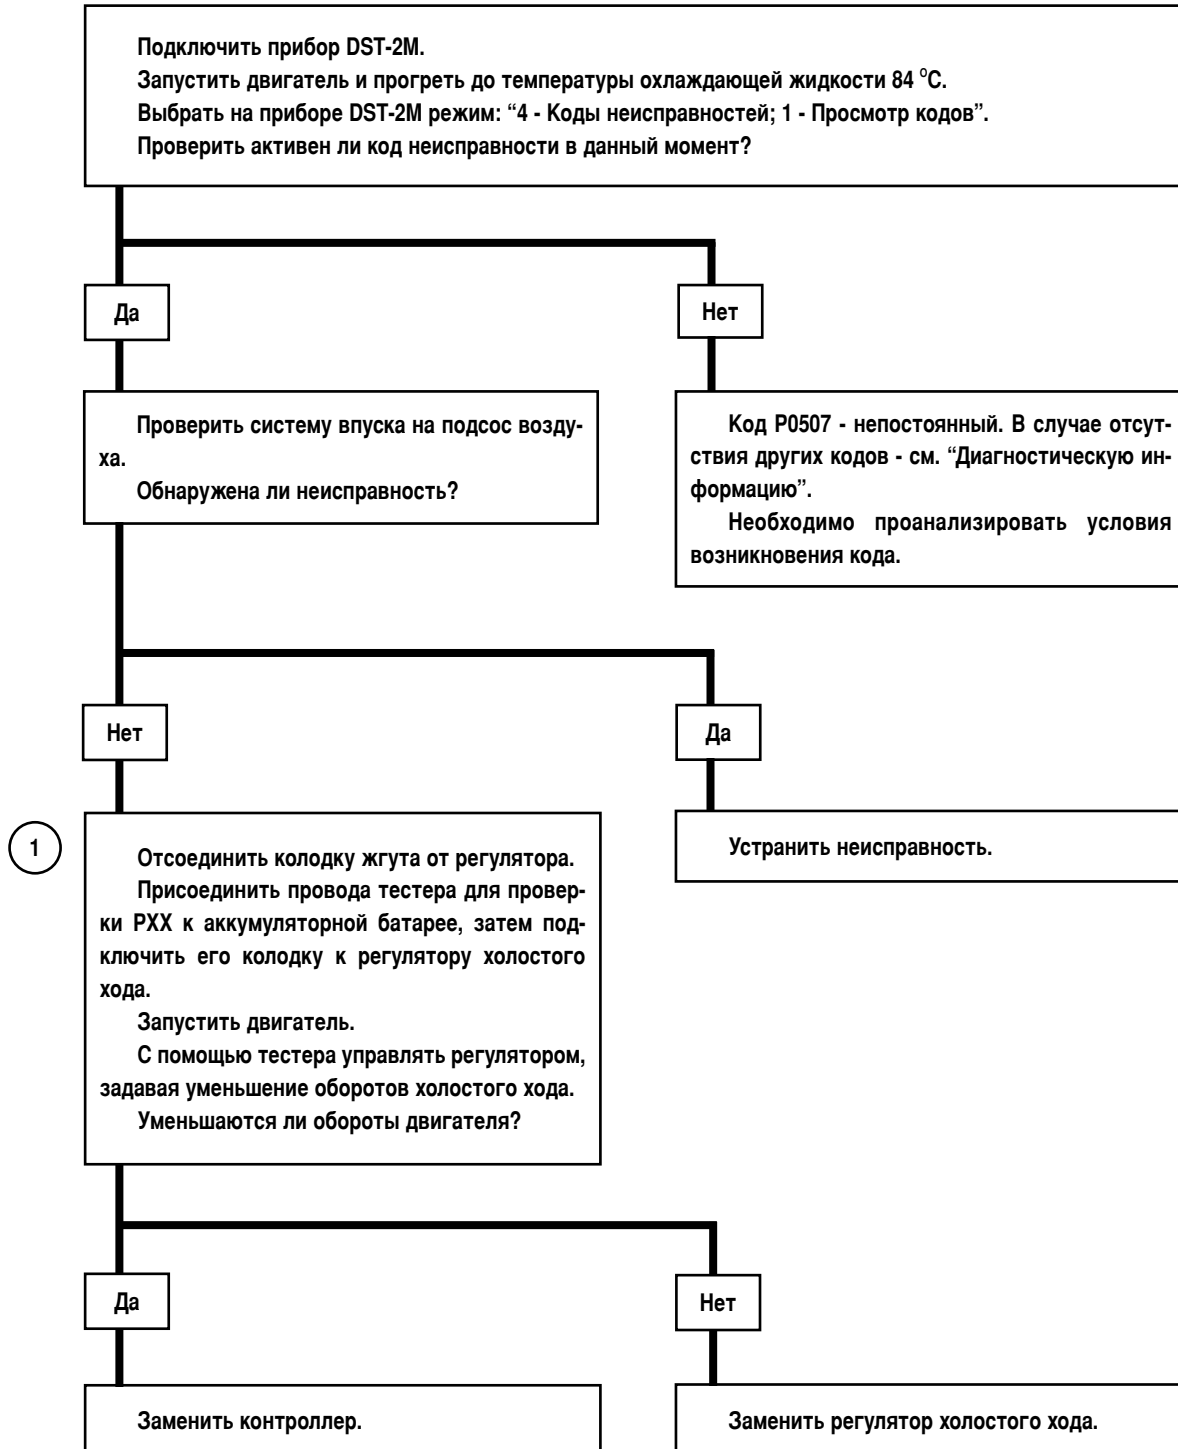 Подключить прибор DST-2M.
Запустить двигатель и прогреть до температуры охлаждающей жидкости 84 °С.
Выбрать на приборе DST-2M режим: “4 - Коды неисправностей; 1 - Просмотр кодов”.
Проверить активен ли код неисправности в данный момент?
Да
Нет
Проверить систему впуска на подсос возду-
ха.
Обнаружена ли неисправность?
Код Р0507 - непостоянный. В случае отсут-
ствия других кодов - см. “Диагностическую ин-
формацию”.
Необходимо проанализировать условия
возникновения кода.
Нет
Да
1
Отсоединить колодку жгута от регулятора.
Присоединить провода тестера для провер-
ки РХХ к аккумуляторной батарее, затем под-
ключить его колодку к регулятору холостого
хода.
Запустить двигатель.
С помощью тестера управлять регулятором,
задавая уменьшение оборотов холостого хода.
Уменьшаются ли обороты двигателя?
Устранить неисправность.
Да
Нет
Заменить контроллер.
Заменить регулятор холостого хода.